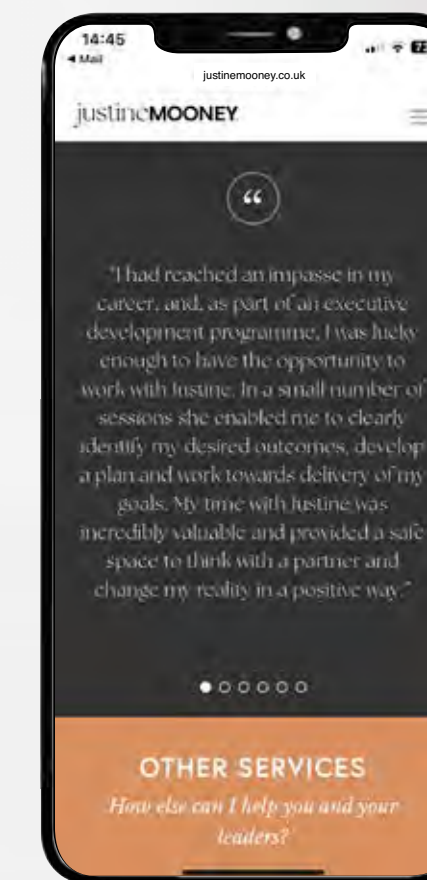 14:45
◀ Mail
justinemooney.co.uk
justineMOONEY
“
"I had reached an impasse in my
career, and, as part of an executive
development programme, I was lucky
enough to have the opportunity to
work with Justine. In a small number of
sessions she enabled me to clearly
identify my desired outcomes, develop
a plan and work towards delivery of my
goals. My time with Justine was
incredibly valuable and provided a safe
space to think with a partner and
change my reality in a positive way."
OTHER SERVICES
How else can I help you and your
leaders?